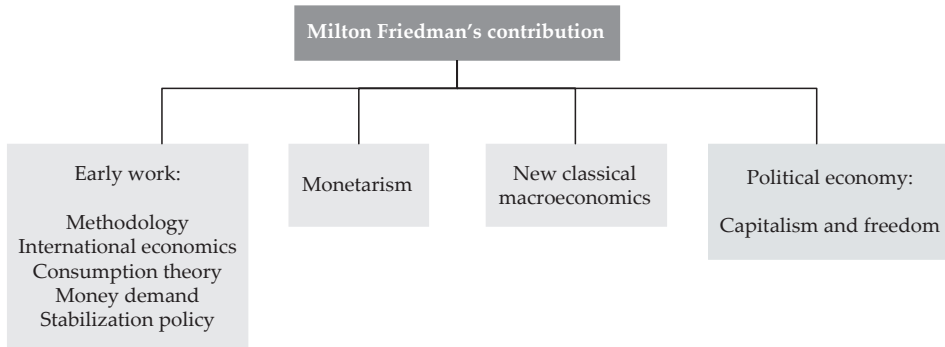 Milton Friedman's contribution
Early work:
Methodology
International economics
Consumption theory
Money demand
Stabilization policy
Monetarism
New classical
macroeconomics
Political economy:
Capitalism and freedom